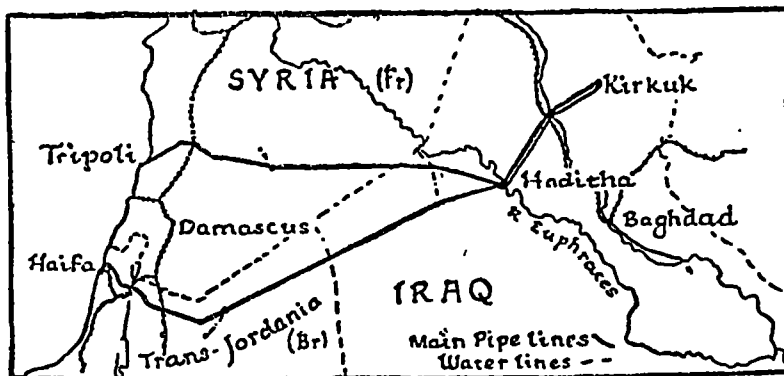 SYRIA (Fr)
Kirkuk
Tripoli
Haditha
Damascus
Baghdad
R. Euphrates
Haifa
IRAQ
Trans-Jordania
(Br)
Main Pipe lines
Water lines